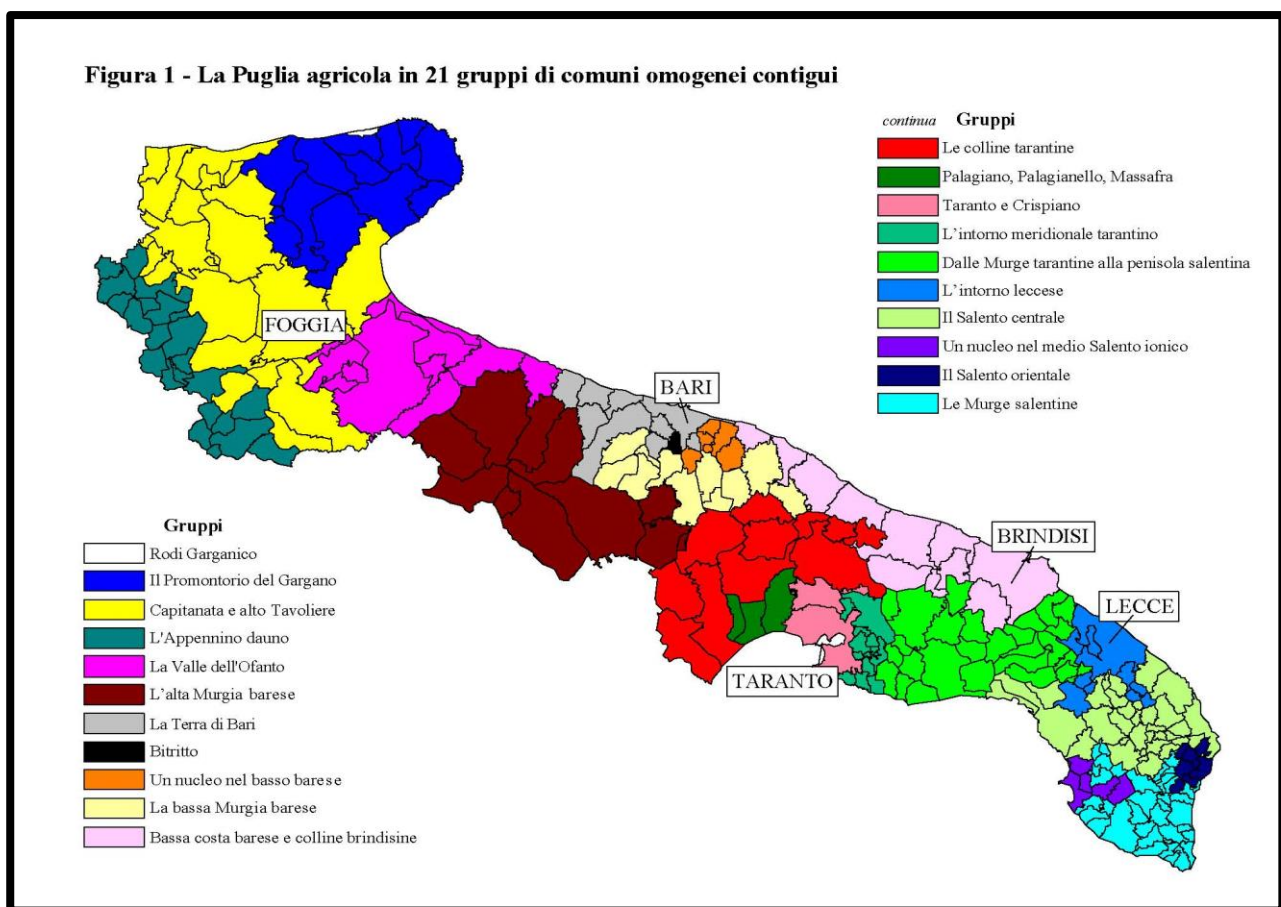 Figura 1 - La Puglia agricola in 21 gruppi di comuni omogenei contigui
continua Gruppi
Le colline tarantine
Palagiano, Palagianello, Massafra
Taranto e Crispiano
L'intorno meridionale tarantino
Dalle Murge tarantine alla penisola salentina
L'intorno leccese
Il Salento centrale
Un nucleo nel medio Salento ionico
Il Salento orientale
Le Murge salentine
FOGGIA
BARI
BRINDISI
LECCE
TARANTO
Gruppi
Rodi Garganico
Il Promontorio del Gargano
Capitanata e alto Tavoliere
L'Appennino dauno
La Valle dell'Ofanto
L'alta Murgia barese
La Terra di Bari
Bitritto
Un nucleo nel basso barese
La bassa Murgia barese
Bassa costa barese e colline brindisine